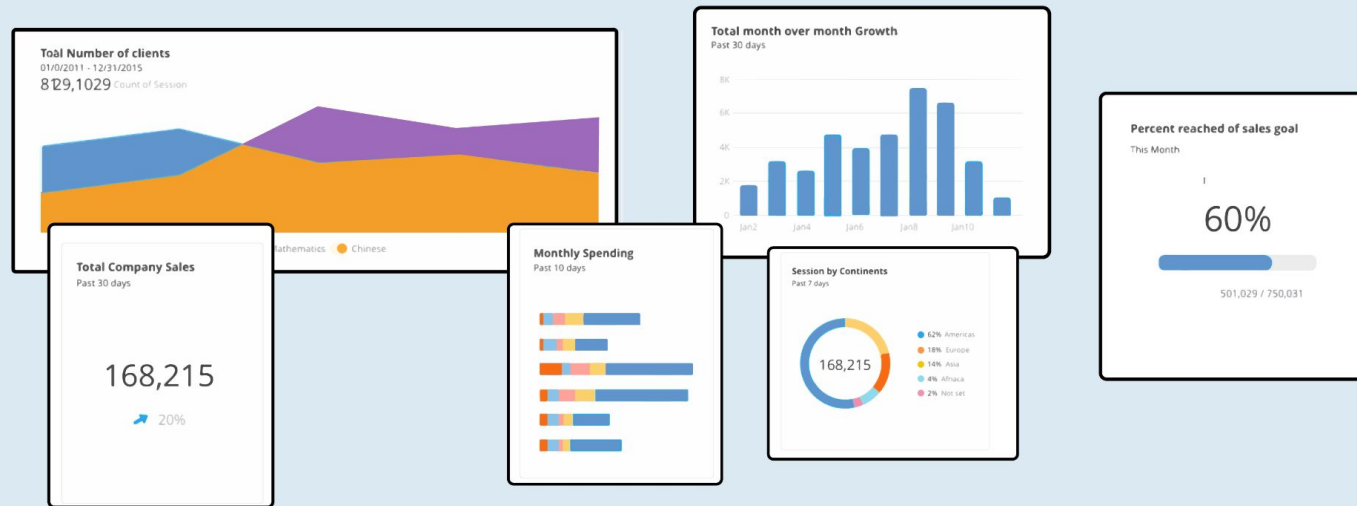 Toal Number of clients
01/0/2011 - 12/31/2015
8129,1029 Count of Session
Mathematics Chinese
Total Company Sales
Past 30 days
168,215
20%
Monthly Spending
Past 10 days
Total month over month Growth
Past 30 days
8K
6K
4K
2K
0
Jan2 Jan4 Jan6 Jan8 Jan10
Session by Continents
Past 7 days
168,215
62% Americas
18% Europe
14% Asia
4% Afriaca
2% Not set
Percent reached of sales goal
This Month
60%
501,029 / 750,031